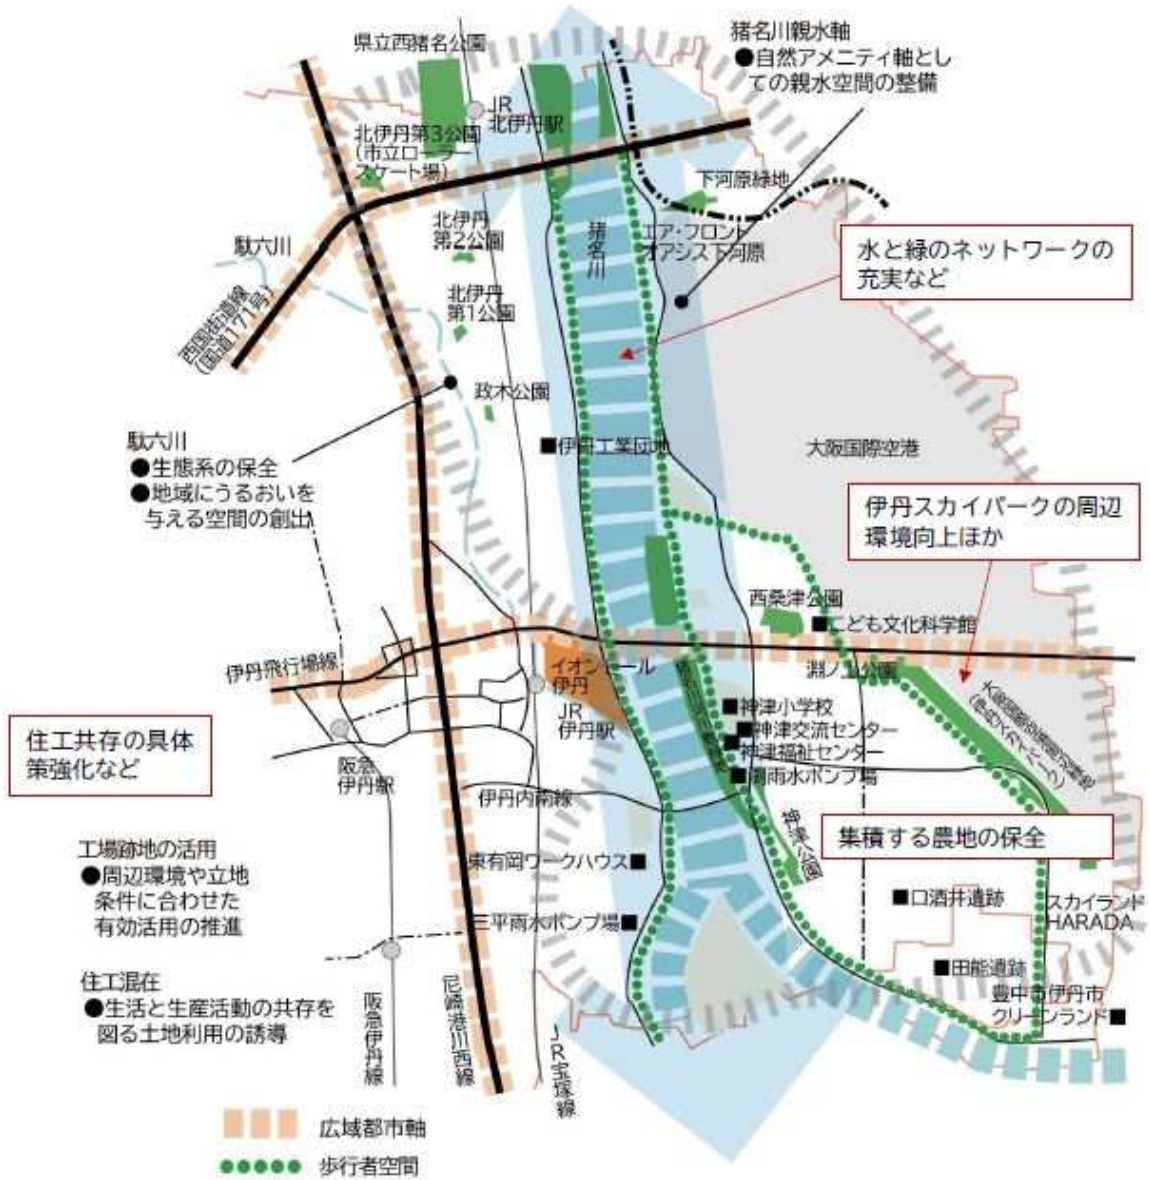 猪名川親水軸
●自然アメニティ軸とし
ての親水空間の整備
県立西猪名公園
JR
北伊丹駅
北伊丹第3公園
(市立ローラー
スケート場)
下河原緑地
駄六川
北伊丹
第2公園
猪名川
エア・フロント
オアシス下河原
水と緑のネットワークの
充実など
西国街道線
(国道171号)
北伊丹
第1公園
政木公園
駄六川
●生態系の保全
●地域にうるおいを
与える空間の創出
■伊丹工業団地
大阪国際空港
伊丹スカイパークの周辺
環境向上ほか
西桑津公園
■こども文化科学館
伊丹飛行場線
イオンモール
伊丹
淵ノ上公園
JR
伊丹駅
■神津小学校
■神津交流センター
■神津福祉センター
(伊丹スカイパーク)
住工共存の具体
策強化など
阪急
伊丹駅
伊丹内南線
雨水ポンプ場
神津公園
集積する農地の保全
工場跡地の活用
●周辺環境や立地
条件に合わせた
有効活用の推進
東有岡ワークハウス■
■口酒井遺跡
スカイランド
HARADA
三平雨水ポンプ場■
■田能遺跡
住工混在
●生活と生産活動の共存を
図る土地利用の誘導
豊中市伊丹市
クリーンランド■
阪急伊丹線
尼崎港川西線
JR宝塚線
広域都市軸
歩行者空間